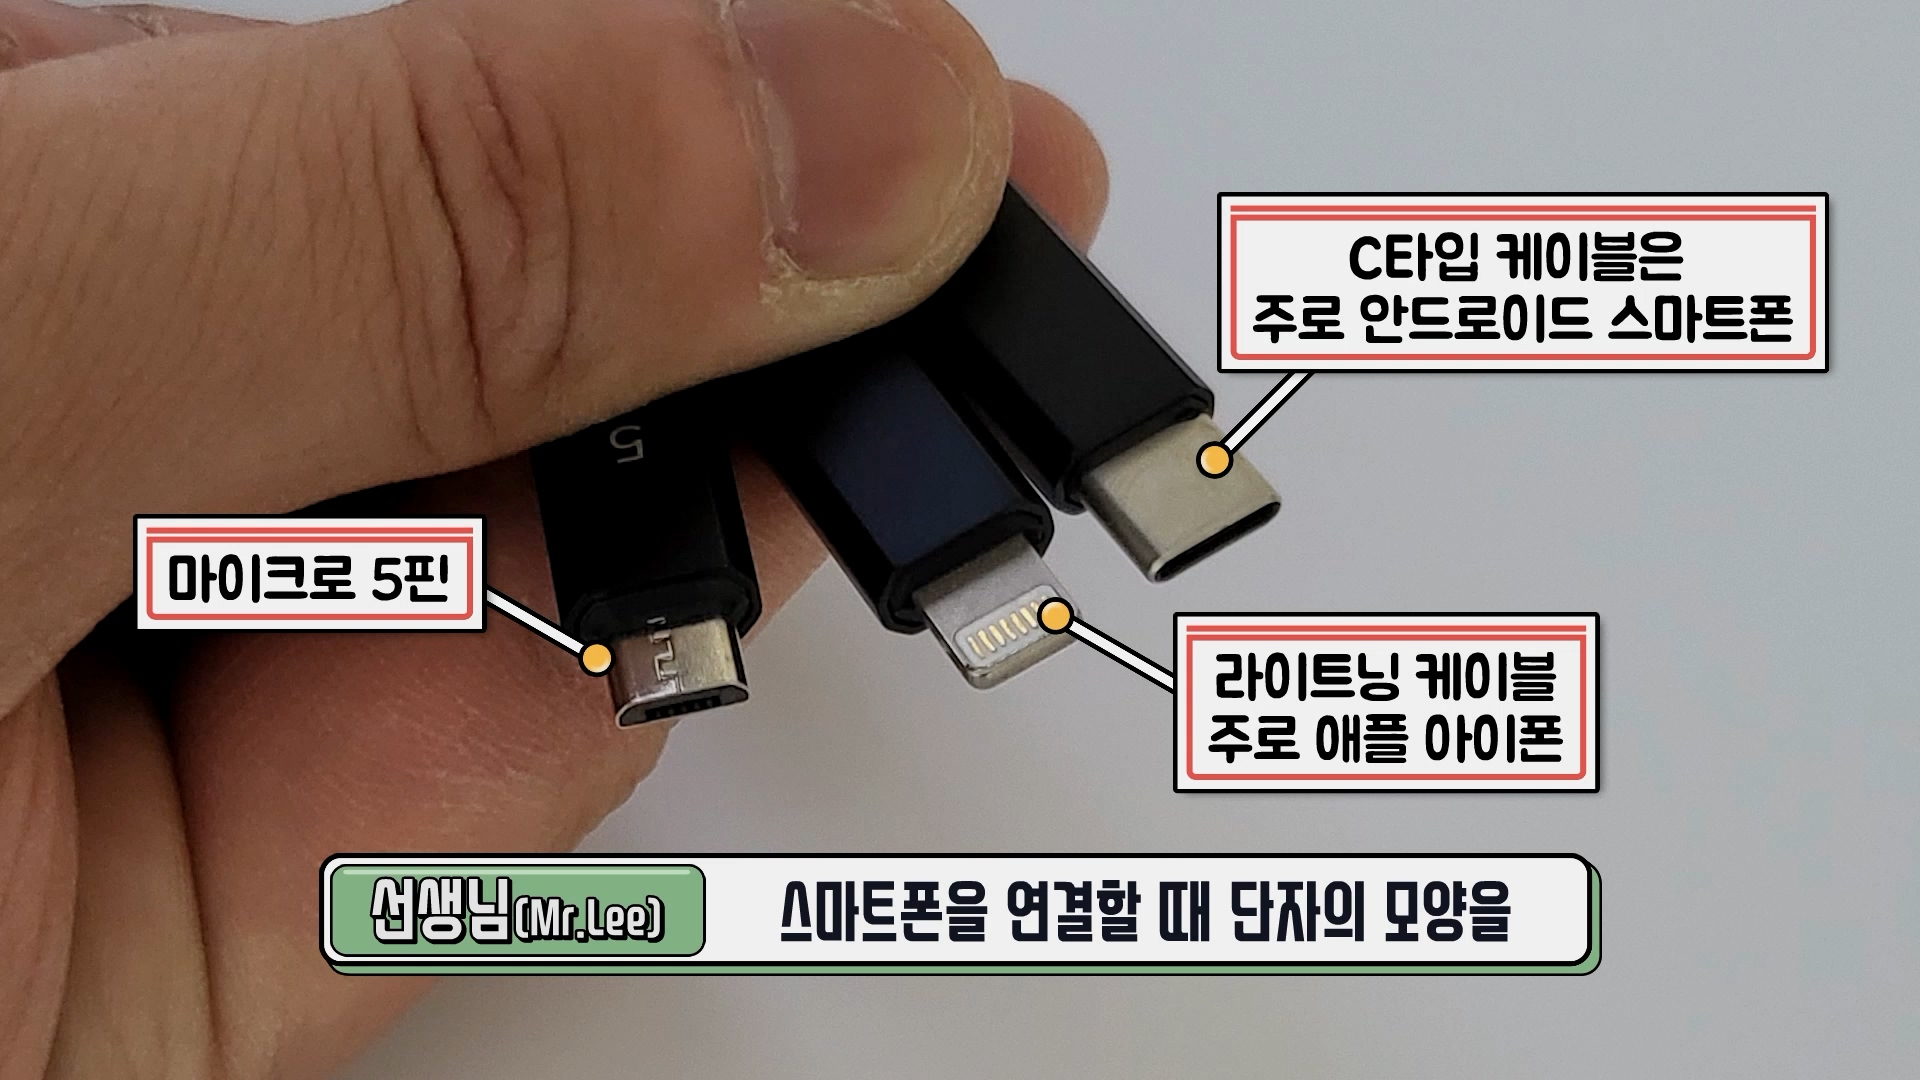 C타입 케이블은
주로 안드로이드 스마트폰
5
마이크로 5핀
라이트닝 케이블
주로 애플 아이폰
선생님(Mr.Lee)
스마트폰을 연결할 때 단자의 모양을